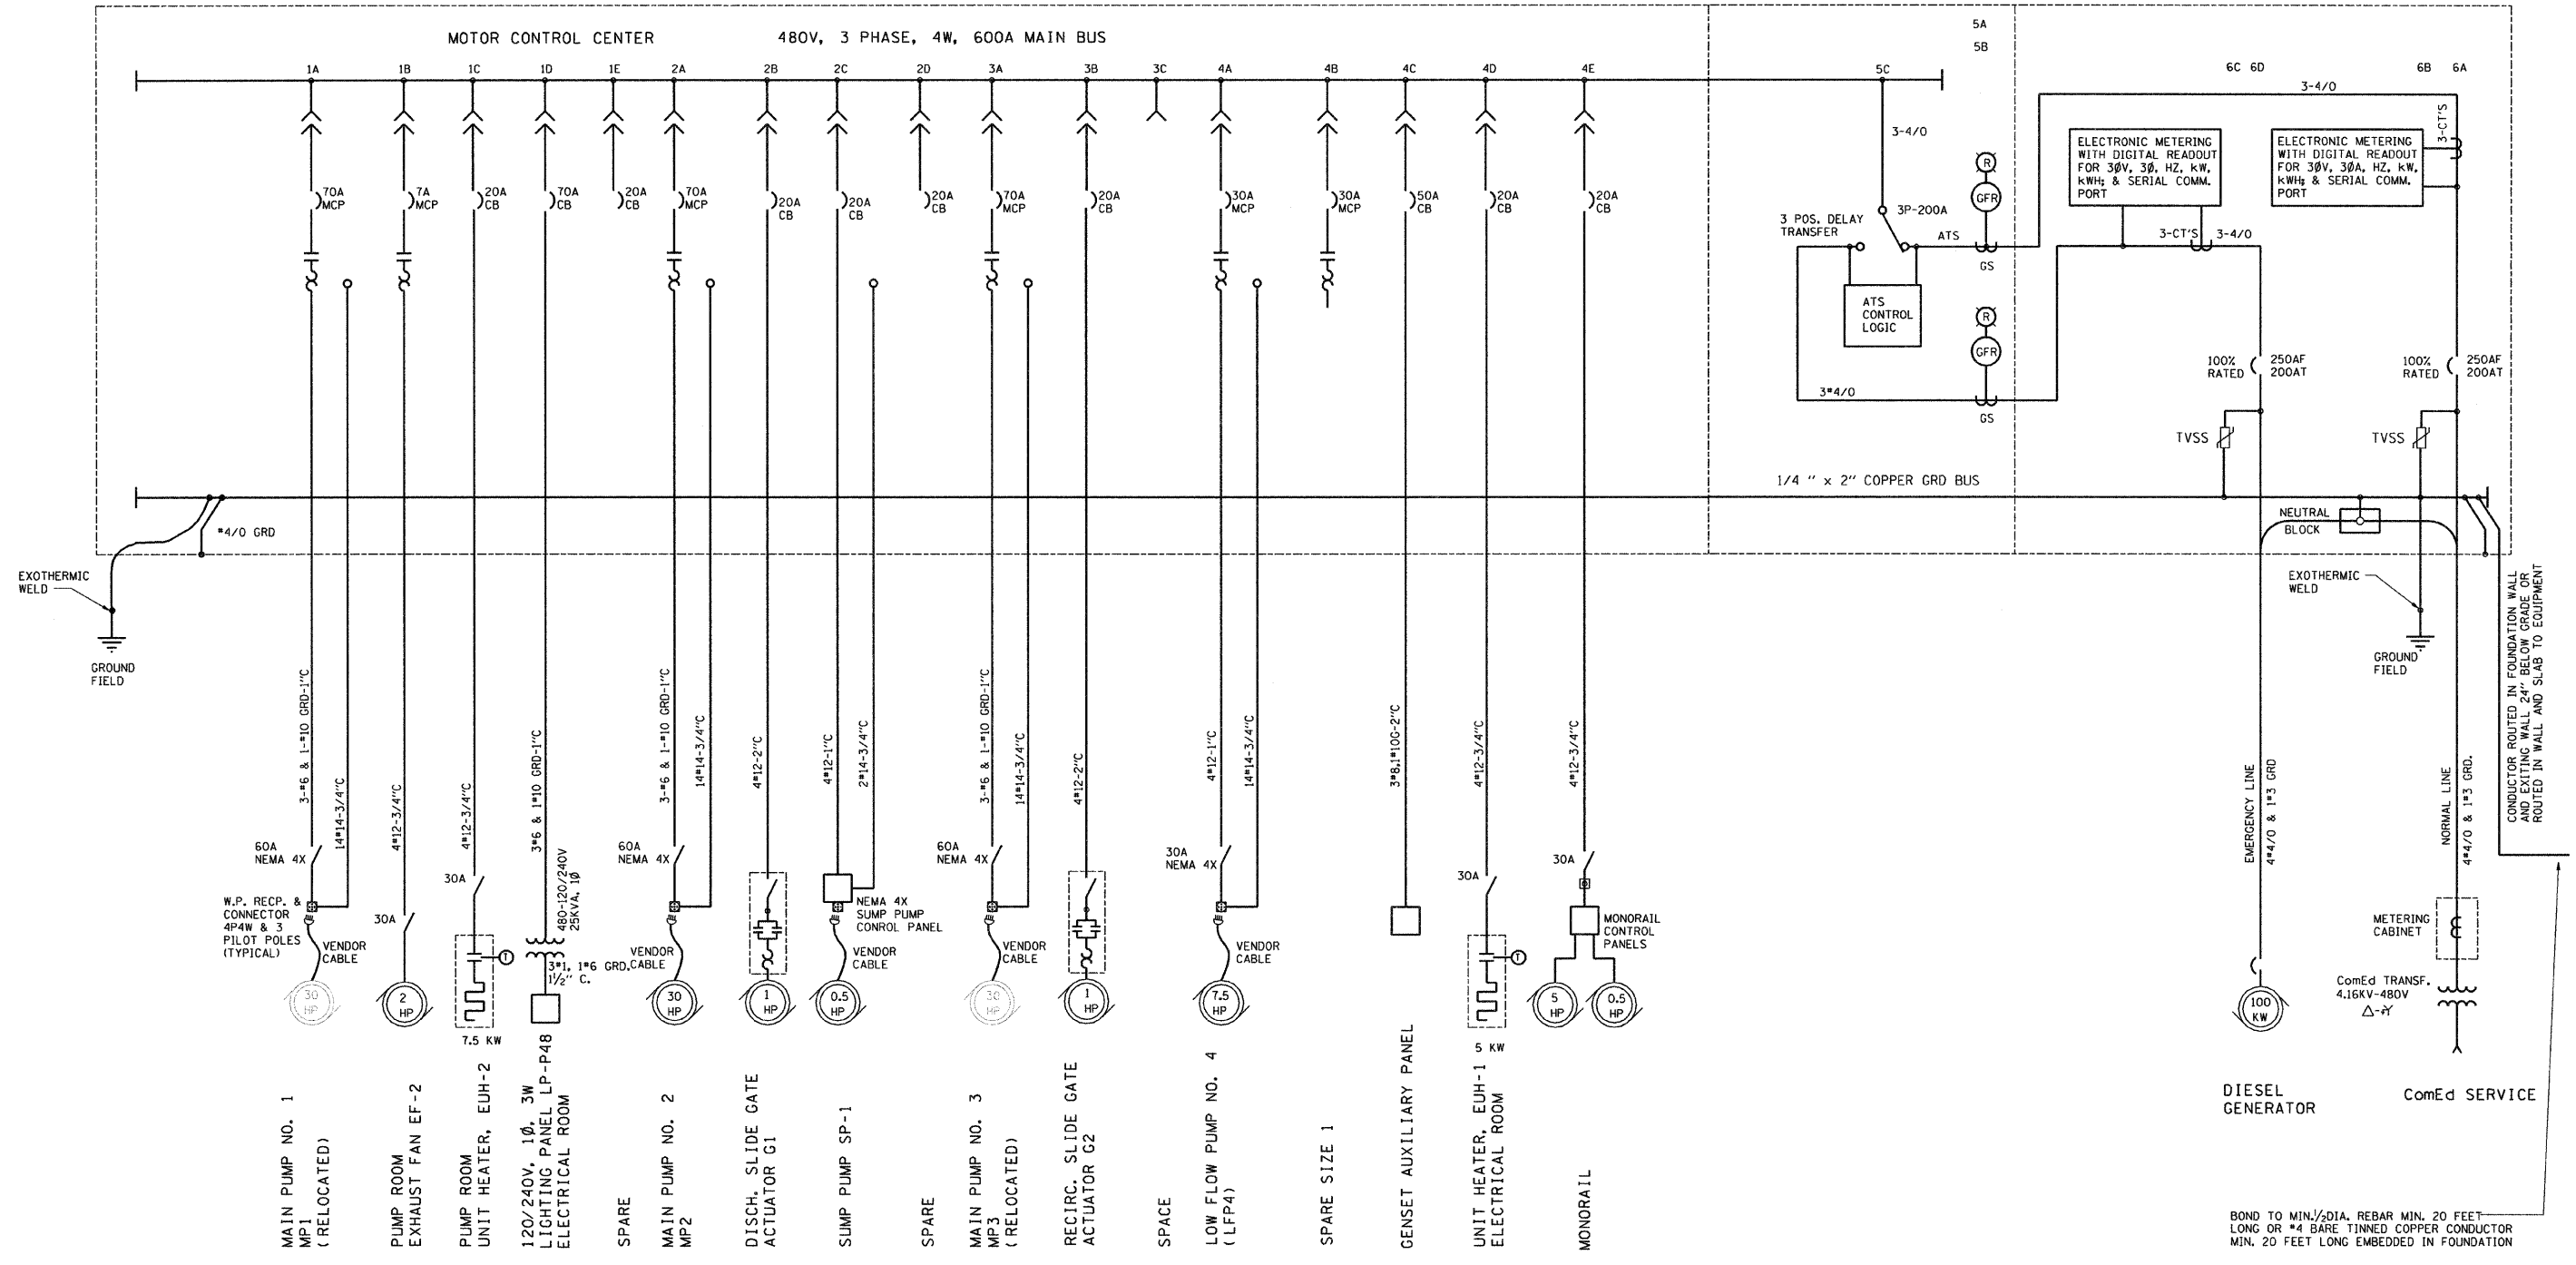 MOTOR CONTROL CENTER
480V, 3 PHASE, 4W, 600A MAIN BUS
1A
1B
1C
1D
1E
2A
2B
2C
2D
3A
3B
3C
4A
4B
4C
4D
4E
5C
5A
5B
6C 6D
6B 6A
3-4/0
3-CT'S
3-4/0
ELECTRONIC METERING
WITH DIGITAL READOUT
FOR 3ØV, 3Ø, HZ, KW,
KWH; & SERIAL COMM.
PORT
ELECTRONIC METERING
WITH DIGITAL READOUT
FOR 3ØV, 3ØA, HZ, KW,
KWH; & SERIAL COMM.
PORT
70A
MCP
7A
MCP
20A
CB
70A
CB
20A
CB
70A
MCP
20A
CB
20A
CB
20A
CB
70A
MCP
20A
CB
30A
MCP
30A
MCP
50A
CB
20A
CB
20A
CB
R
GFR
3P-200A
3 POS. DELAY
TRANSFER
ATS
GS
3-CT'S
3-4/0
ATS
CONTROL
LOGIC
R
GFR
3#4/0
GS
100%
RATED
250AF
200AT
100%
RATED
250AF
200AT
TVSS
TVSS
1/4 " x 2" COPPER GRD BUS
#4/0 GRD
NEUTRAL
BLOCK
EXOTHERMIC
WELD
GROUND
FIELD
EXOTHERMIC
WELD
GROUND
FIELD
CONDUCTOR ROUTED IN FOUNDATION WALL
AND EXITING WALL 24" BELOW GRADE OR
ROUTED IN WALL AND SLAB TO EQUIPMENT
3-#6 & 1-#10 GRD-1"C
14#14-3/4"C
4#12-3/4"C
4#12-3/4"C
3#6 & 1#10 GRD-1"C
480-120/240V
25KVA, 1Ø
3-#6 & 1-#10 GRD-1"C
14#14-3/4"C
4#12-2"C
4#12-1"C
2#14-3/4"C
3-#6 & 1-#10 GRD-1"C
14#14-3/4"C
4#12-2"C
4#12-1"C
14#14-3/4"C
3#8,1#10G-2"C
4#12-3/4"C
4#12-3/4"C
EMERGENCY LINE
4#4/0 & 1#3 GRD
NORMAL LINE
4#4/0 & 1#3 GRD.
60A
NEMA 4X
30A
30A
60A
NEMA 4X
60A
NEMA 4X
30A
NEMA 4X
30A
30A
W.P. RECP. &
CONNECTOR
4P4W & 3
PILOT POLES
(TYPICAL)
VENDOR
CABLE
T
3#1, 1#6 GRD.
1½" C.
VENDOR
CABLE
NEMA 4X
SUMP PUMP
CONROL PANEL
VENDOR
CABLE
VENDOR
CABLE
VENDOR
CABLE
T
MONORAIL
CONTROL
PANELS
METERING
CABINET
ComEd TRANSF.
4.16KV-480V
30
HP
2
HP
7.5 KW
30
HP
1
HP
0.5
HP
30
HP
1
HP
7.5
HP
5 KW
5
HP
0.5
HP
100
KW
MAIN PUMP NO. 1
MP1
(RELOCATED)
PUMP ROOM
EXHAUST FAN EF-2
PUMP ROOM
UNIT HEATER, EUH-2
120/240V, 1Ø, 3W
LIGHTING PANEL LP-P48
ELECTRICAL ROOM
SPARE
MAIN PUMP NO. 2
MP2
DISCH. SLIDE GATE
ACTUATOR G1
SUMP PUMP SP-1
SPARE
MAIN PUMP NO. 3
MP3
(RELOCATED)
RECIRC. SLIDE GATE
ACTUATOR G2
SPACE
LOW FLOW PUMP NO. 4
(LFP4)
SPARE SIZE 1
GENSET AUXILIARY PANEL
UNIT HEATER, EUH-1
ELECTRICAL ROOM
MONORAIL
DIESEL
GENERATOR
ComEd SERVICE
BOND TO MIN.½DIA. REBAR MIN. 20 FEET
LONG OR #4 BARE TINNED COPPER CONDUCTOR
MIN. 20 FEET LONG EMBEDDED IN FOUNDATION